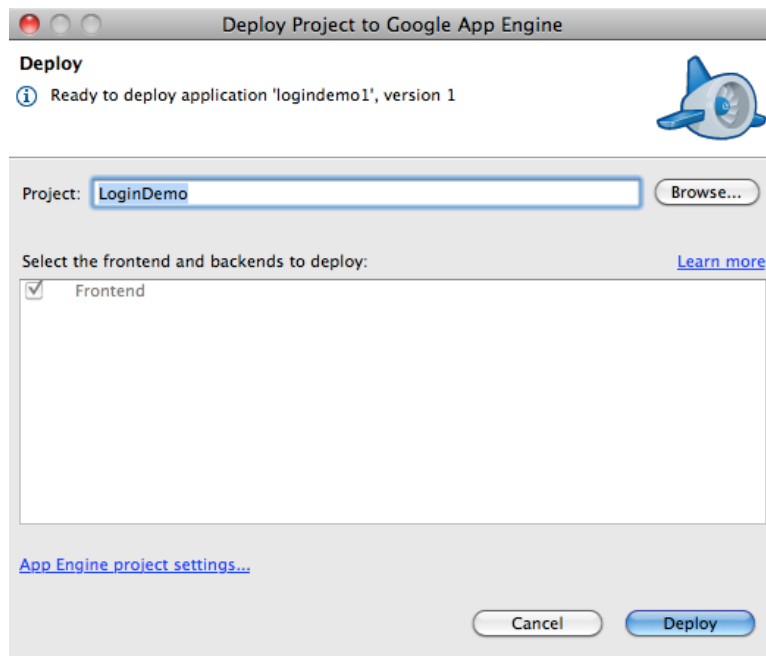 Deploy Project to Google App Engine
Deploy
Ready to deploy application 'logindemo1', version 1
Project: LoginDemo Browse...
Select the frontend and backends to deploy: Learn more
Frontend
App Engine project settings...
Cancel Deploy